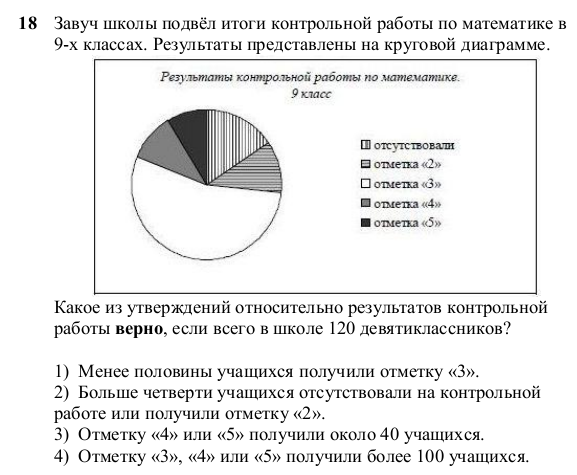 18 Завуч школы подвёл итоги контрольной работы по математике в
9-х классах. Результаты представлены на круговой диаграмме.
Результаты контрольной работы по математике.
9 класс
отсутствовали
отметка «2»
отметка «3»
отметка «4»
отметка «5»
Какое из утверждений относительно результатов контрольной
работы верно, если всего в школе 120 девятиклассников?
1) Менее половины учащихся получили отметку «3».
2) Больше четверти учащихся отсутствовали на контрольной
работе или получили отметку «2».
3) Отметку «4» или «5» получили около 40 учащихся.
4) Отметку «3», «4» или «5» получили более 100 учащихся.